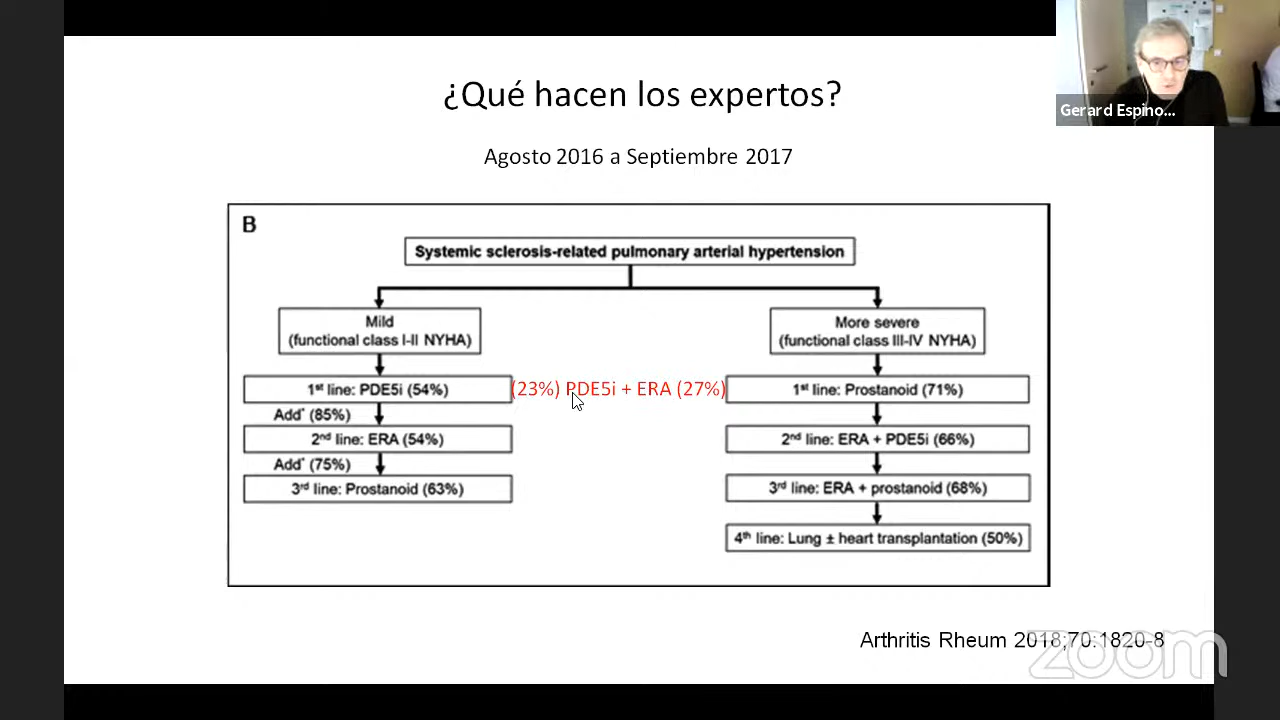 ¿Qué hacen los expertos?
Gerard Espino...
Agosto 2016 a Septiembre 2017
B
Systemic sclerosis-related pulmonary arterial hypertension
Mild
(functional class I-II NYHA)
More severe
(functional class III-IV NYHA)
1st line: PDE5i (54%)
(23%) PDE5i + ERA (27%)
1st line: Prostanoid (71%)
Add* (85%)
2nd line: ERA (54%)
2nd line: ERA + PDE5i (66%)
Add* (75%)
3rd line: Prostanoid (63%)
3rd line: ERA + prostanoid (68%)
4th line: Lung ± heart transplantation (50%)
Arthritis Rheum 2018;70:1820-8
zoom